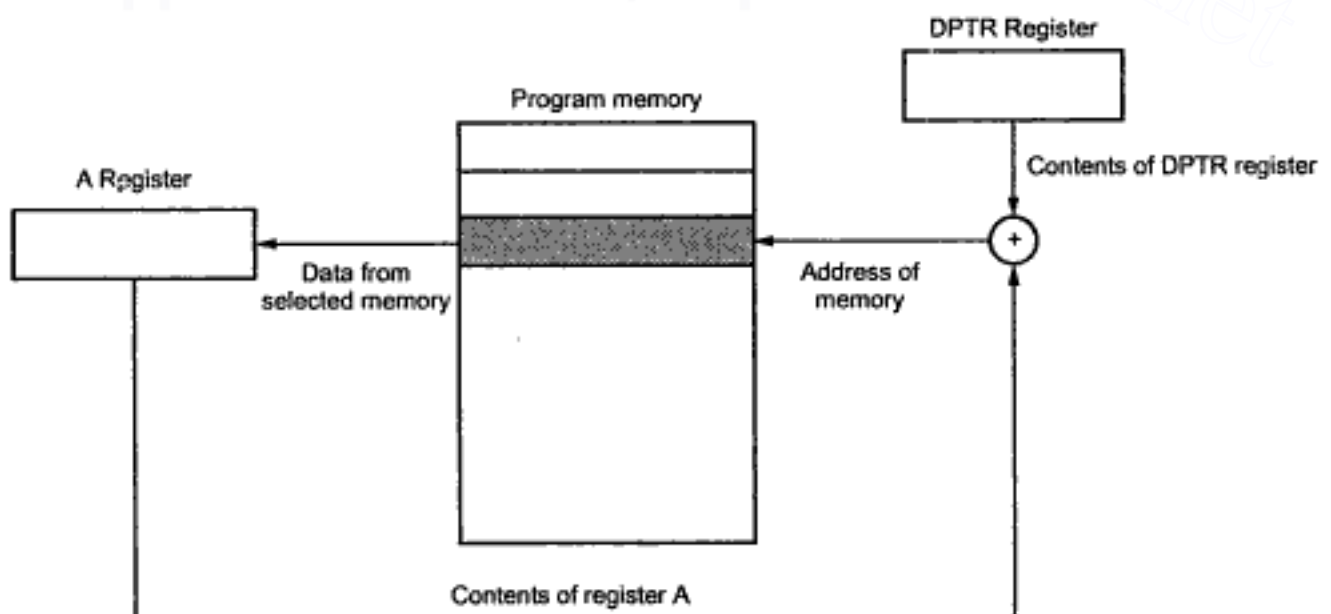 DPTR Register
Program memory
Contents of DPTR register
A Register
+
Data from
selected memory
Address of
memory
Contents of register A